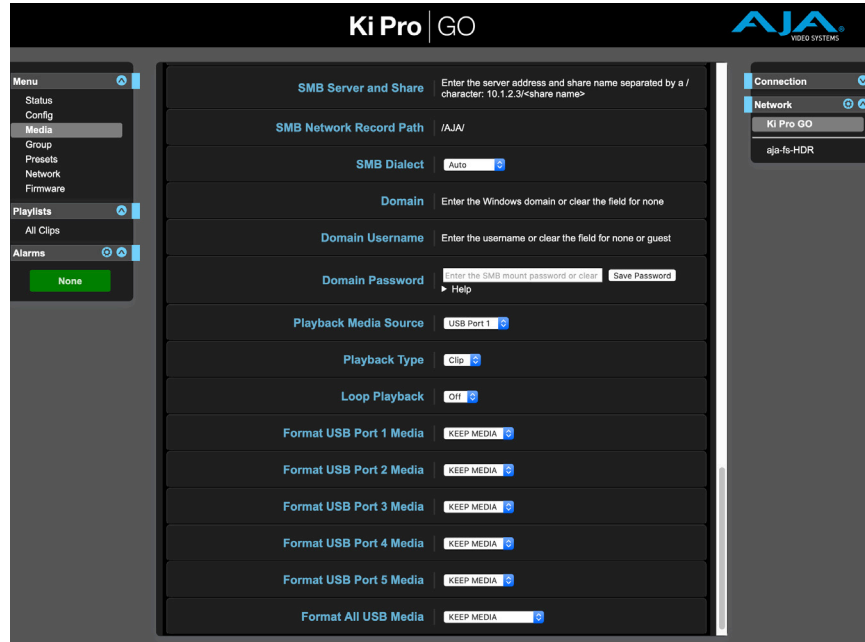 Ki Pro GO
AJA
VIDEO SYSTEMS
Menu
Status
Config
Media
Group
Presets
Network
Firmware
Playlists
All Clips
Alarms
None
SMB Server and Share
Enter the server address and share name separated by a /
character: 10.1.2.3/<share name>
SMB Network Record Path
/AJA/
SMB Dialect
Auto
Domain
Enter the Windows domain or clear the field for none
Domain Username
Enter the username or clear the field for none or guest
Domain Password
Enter the SMB mount password or clear
Save Password
Help
Playback Media Source
USB Port 1
Playback Type
Clip
Loop Playback
Off
Format USB Port 1 Media
KEEP MEDIA
Format USB Port 2 Media
KEEP MEDIA
Format USB Port 3 Media
KEEP MEDIA
Format USB Port 4 Media
KEEP MEDIA
Format USB Port 5 Media
KEEP MEDIA
Format All USB Media
KEEP MEDIA
Connection
Network
Ki Pro GO
aja-fs-HDR